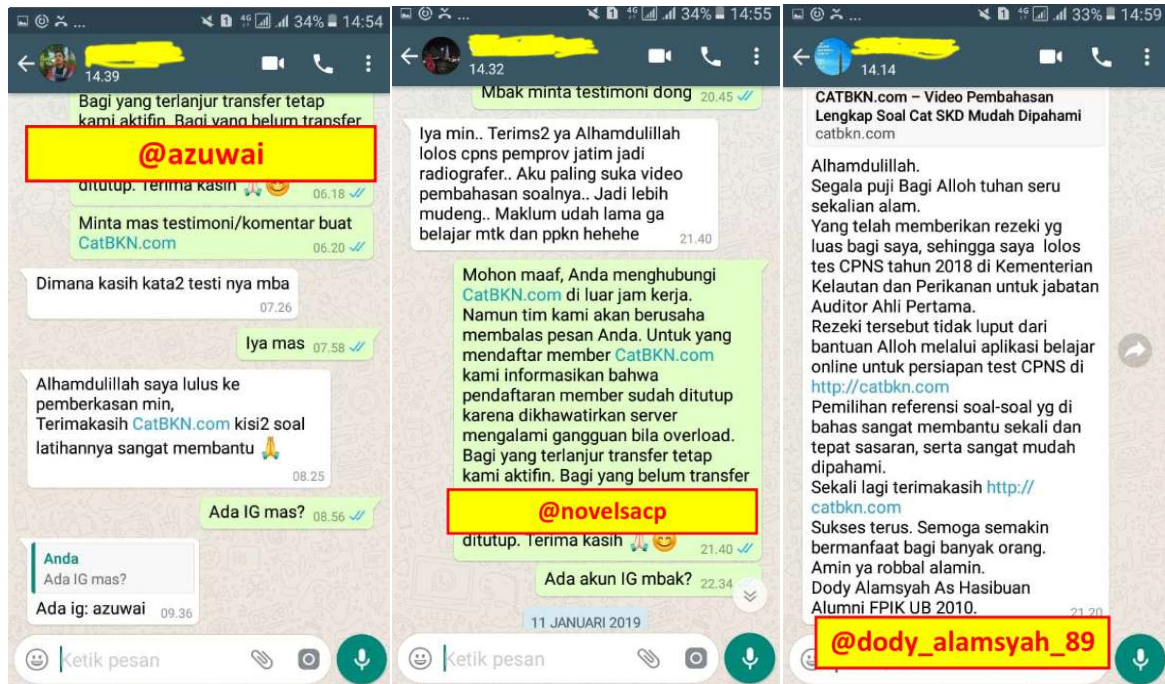 34% 14:54
14.39
Bagi yang terlanjur transfer tetap
kami aktifin. Bagi yang belum transfer
@azuwai
ditutup. Terima kasih
06.18
Minta mas testimoni/komentar buat
CatBKN.com
06.20
Dimana kasih kata2 testi nya mba
07.26
Iya mas 07.58
Alhamdulillah saya lulus ke
pemberkasan min,
Terimakasih CatBKN.com kisi2 soal
latihannya sangat membantu
08.25
Ada IG mas? 08.56
Anda
Ada IG mas?
Ada ig: azuwai 09.36
Ketik pesan
34% 14:55
14.32
Mbak minta testimoni dong 20.45
Iya min.. Terims2 ya Alhamdulillah
lolos cpns pemprov jatim jadi
radiografer.. Aku paling suka video
pembahasan soalnya.. Jadi lebih
mudeng.. Maklum udah lama ga
belajar mtk dan ppkn hehehe
21.40
Mohon maaf, Anda menghubungi
CatBKN.com di luar jam kerja.
Namun tim kami akan berusaha
membalas pesan Anda. Untuk yang
mendaftar member CatBKN.com
kami informasikan bahwa
pendaftaran member sudah ditutup
karena dikhawatirkan server
mengalami gangguan bila overload.
Bagi yang terlanjur transfer tetap
kami aktifin. Bagi yang belum transfer
@novelsacp
ditutup. Terima kasih
21.40
Ada akun IG mbak? 22.34
11 JANUARI 2019
Ketik pesan
33% 14:59
14.14
CATBKN.com – Video Pembahasan
Lengkap Soal Cat SKD Mudah Dipahami
catbkn.com
Alhamdulillah.
Segala puji Bagi Alloh tuhan seru
sekalian alam.
Yang telah memberikan rezeki yg
luas bagi saya, sehingga saya lolos
tes CPNS tahun 2018 di Kementerian
Kelautan dan Perikanan untuk jabatan
Auditor Ahli Pertama.
Rezeki tersebut tidak luput dari
bantuan Alloh melalui aplikasi belajar
online untuk persiapan test CPNS di
http://catbkn.com
Pemilihan referensi soal-soal yg di
bahas sangat membantu sekali dan
tepat sasaran, serta sangat mudah
dipahami.
Sekali lagi terimakasih http://
catbkn.com
Sukses terus. Semoga semakin
bermanfaat bagi banyak orang.
Amin ya robbal alamin.
Dody Alamsyah As Hasibuan
Alumni FPIK UB 2010.
21.20
@dody_alamsyah_89